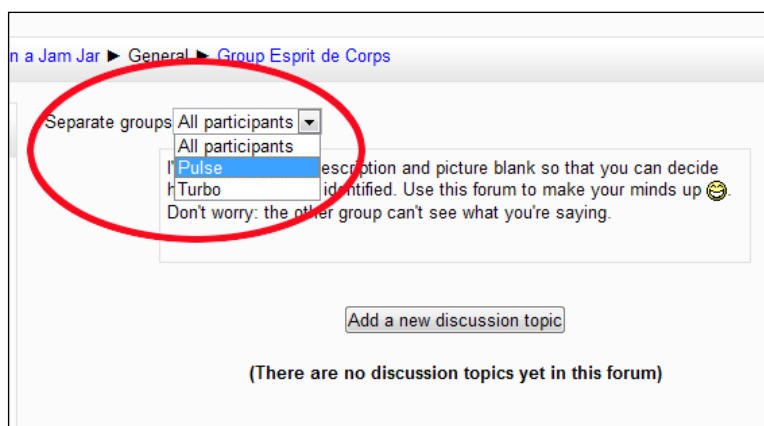 n a Jam Jar ► General ► Group Esprit de Corps
Separate groups All participants
All participants
Pulse
Turbo
escription and picture blank so that you can decide
identified. Use this forum to make your minds up
Don't worry: the other group can't see what you're saying.
Add a new discussion topic
(There are no discussion topics yet in this forum)